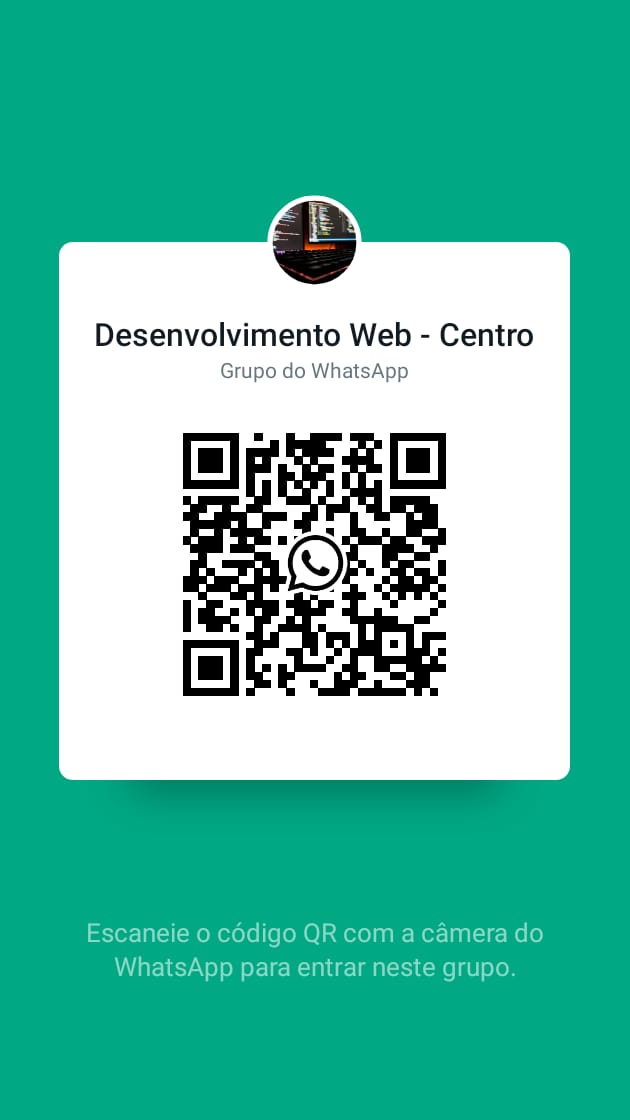 Desenvolvimento Web - Centro
Grupo do WhatsApp
Escaneie o código QR com a câmera do
WhatsApp para entrar neste grupo.